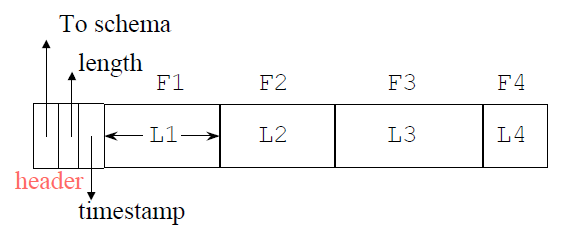 To schema
length
F1 F2 F3 F4
L1 L2 L3 L4
header
timestamp